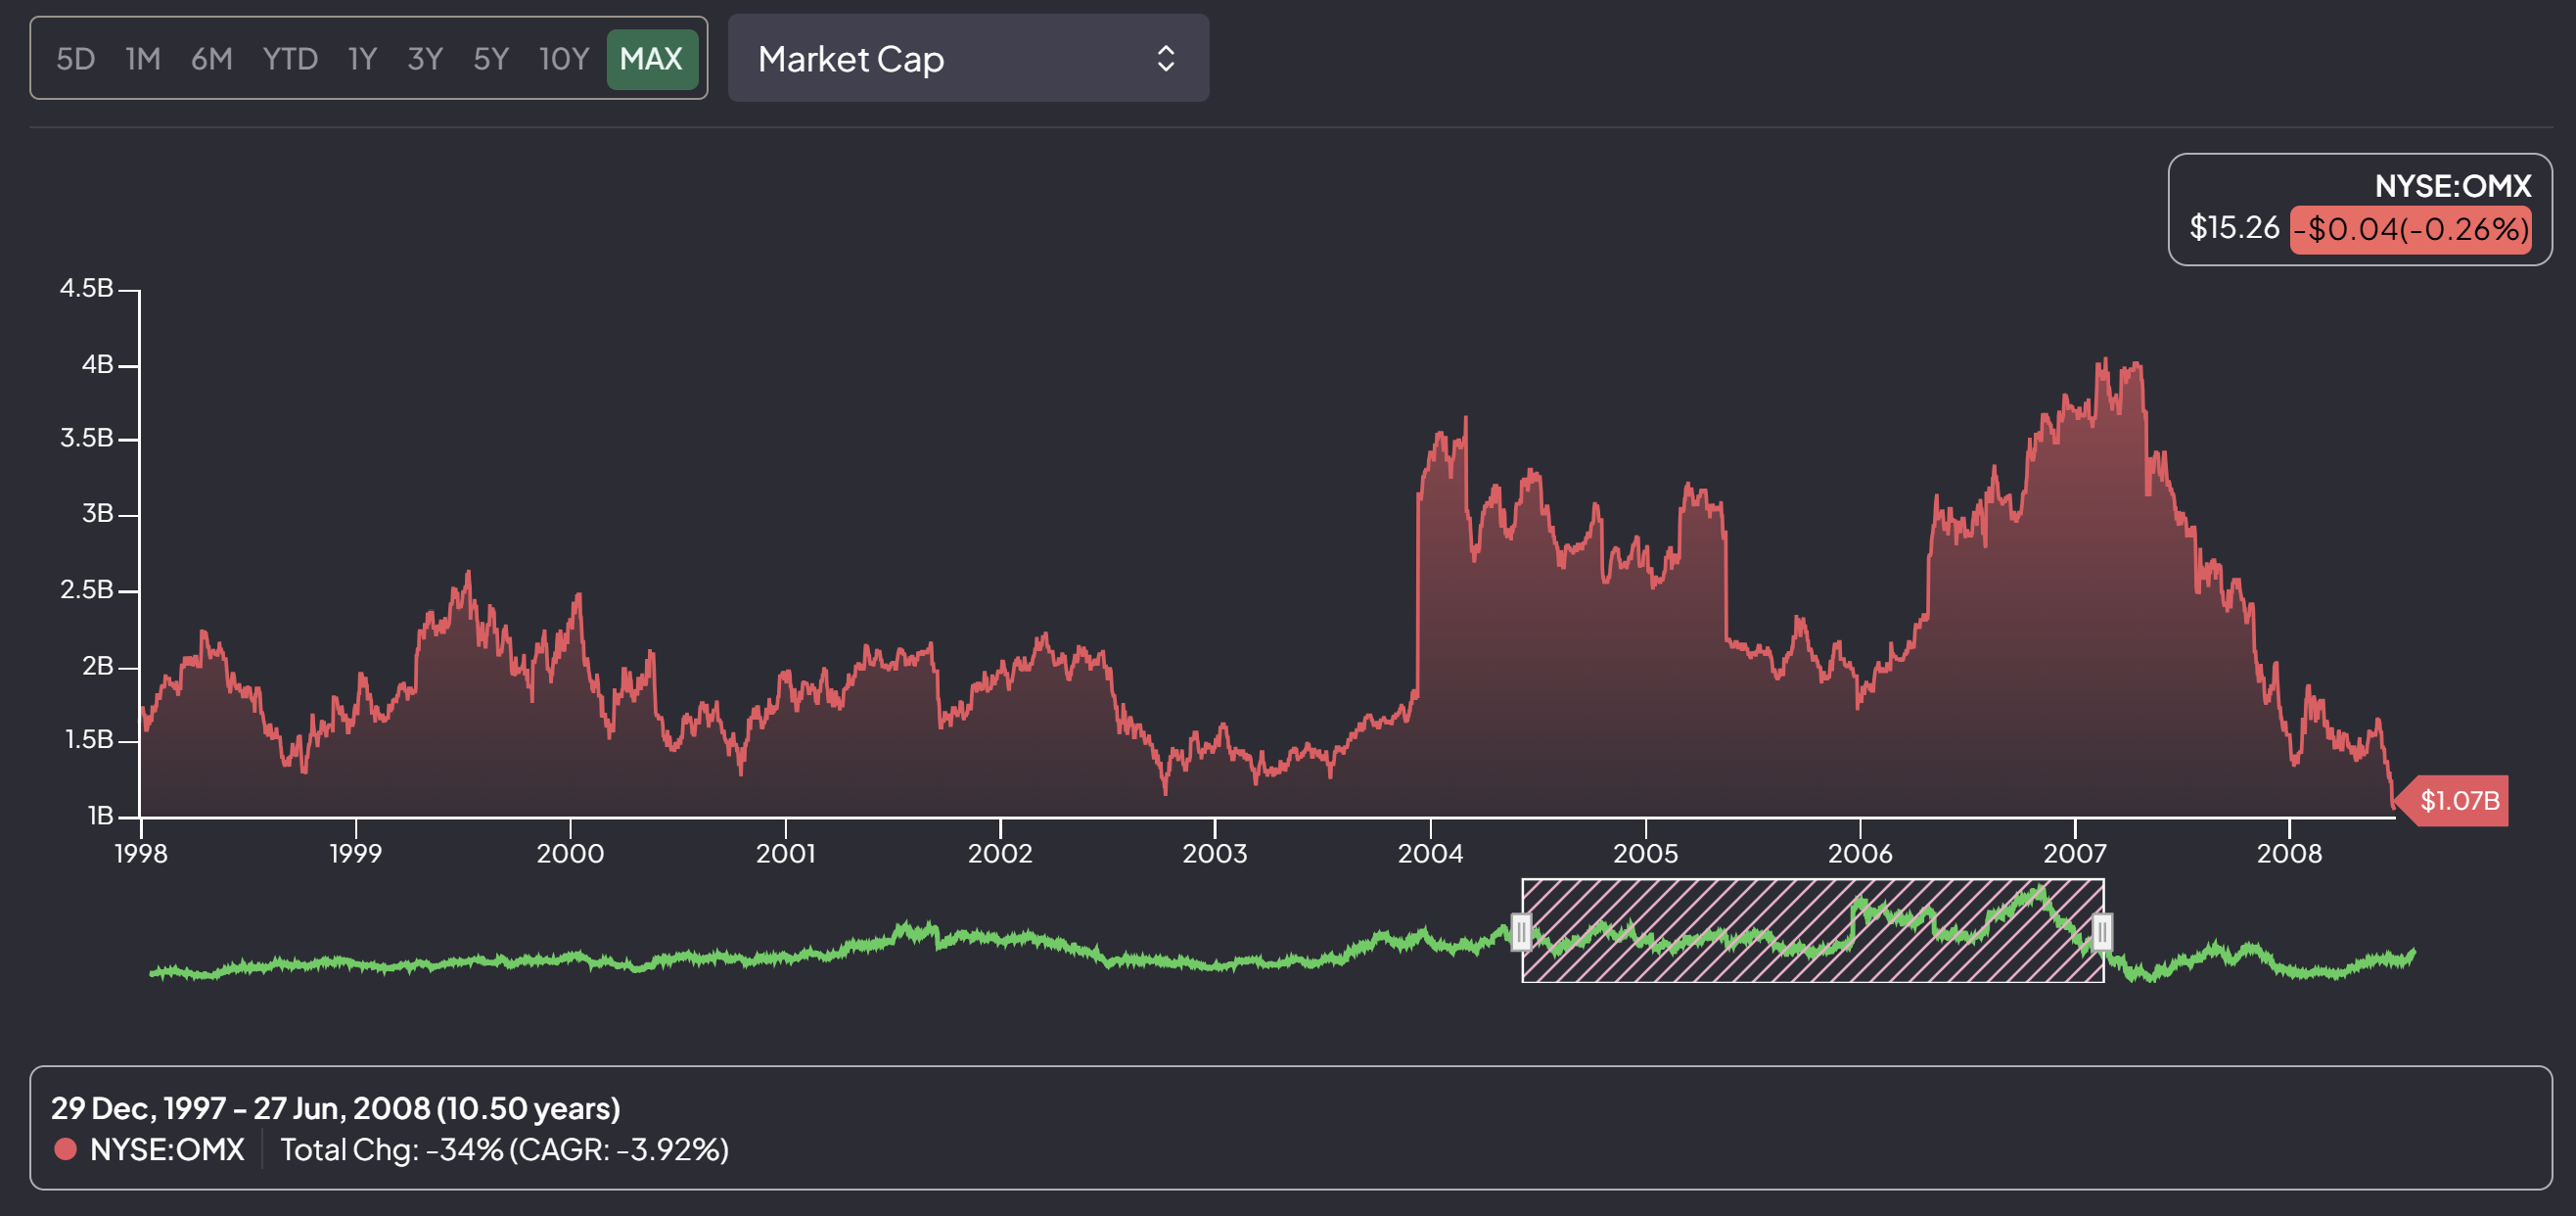 5D 1M 6M YTD 1Y 3Y 5Y 10Y MAX
Market Cap
NYSE:OMX
$15.26 -$0.04(-0.26%)
4.5B
4B
3.5B
3B
2.5B
2B
1.5B
1B
$1.07B
1998 1999 2000 2001 2002 2003 2004 2005 2006 2007 2008
29 Dec, 1997 - 27 Jun, 2008 (10.50 years)
NYSE:OMX Total Chg: -34% (CAGR: -3.92%)